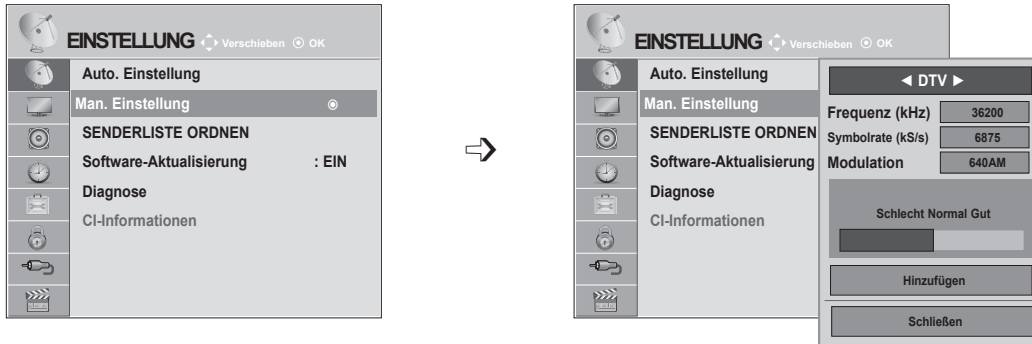 EINSTELLUNG Verschieben OK
Auto. Einstellung
Man. Einstellung
SENDERLISTE ORDNEN
Software-Aktualisierung : EIN
Diagnose
CI-Informationen
EINSTELLUNG Verschieben OK
Auto. Einstellung
Man. Einstellung
SENDERLISTE ORDNEN
Software-Aktualisierung
Diagnose
CI-Informationen
◄ DTV ►
Frequenz (kHz) 36200
Symbolrate (kS/s) 6875
Modulation 640AM
Schlecht Normal Gut
Hinzufügen
Schließen